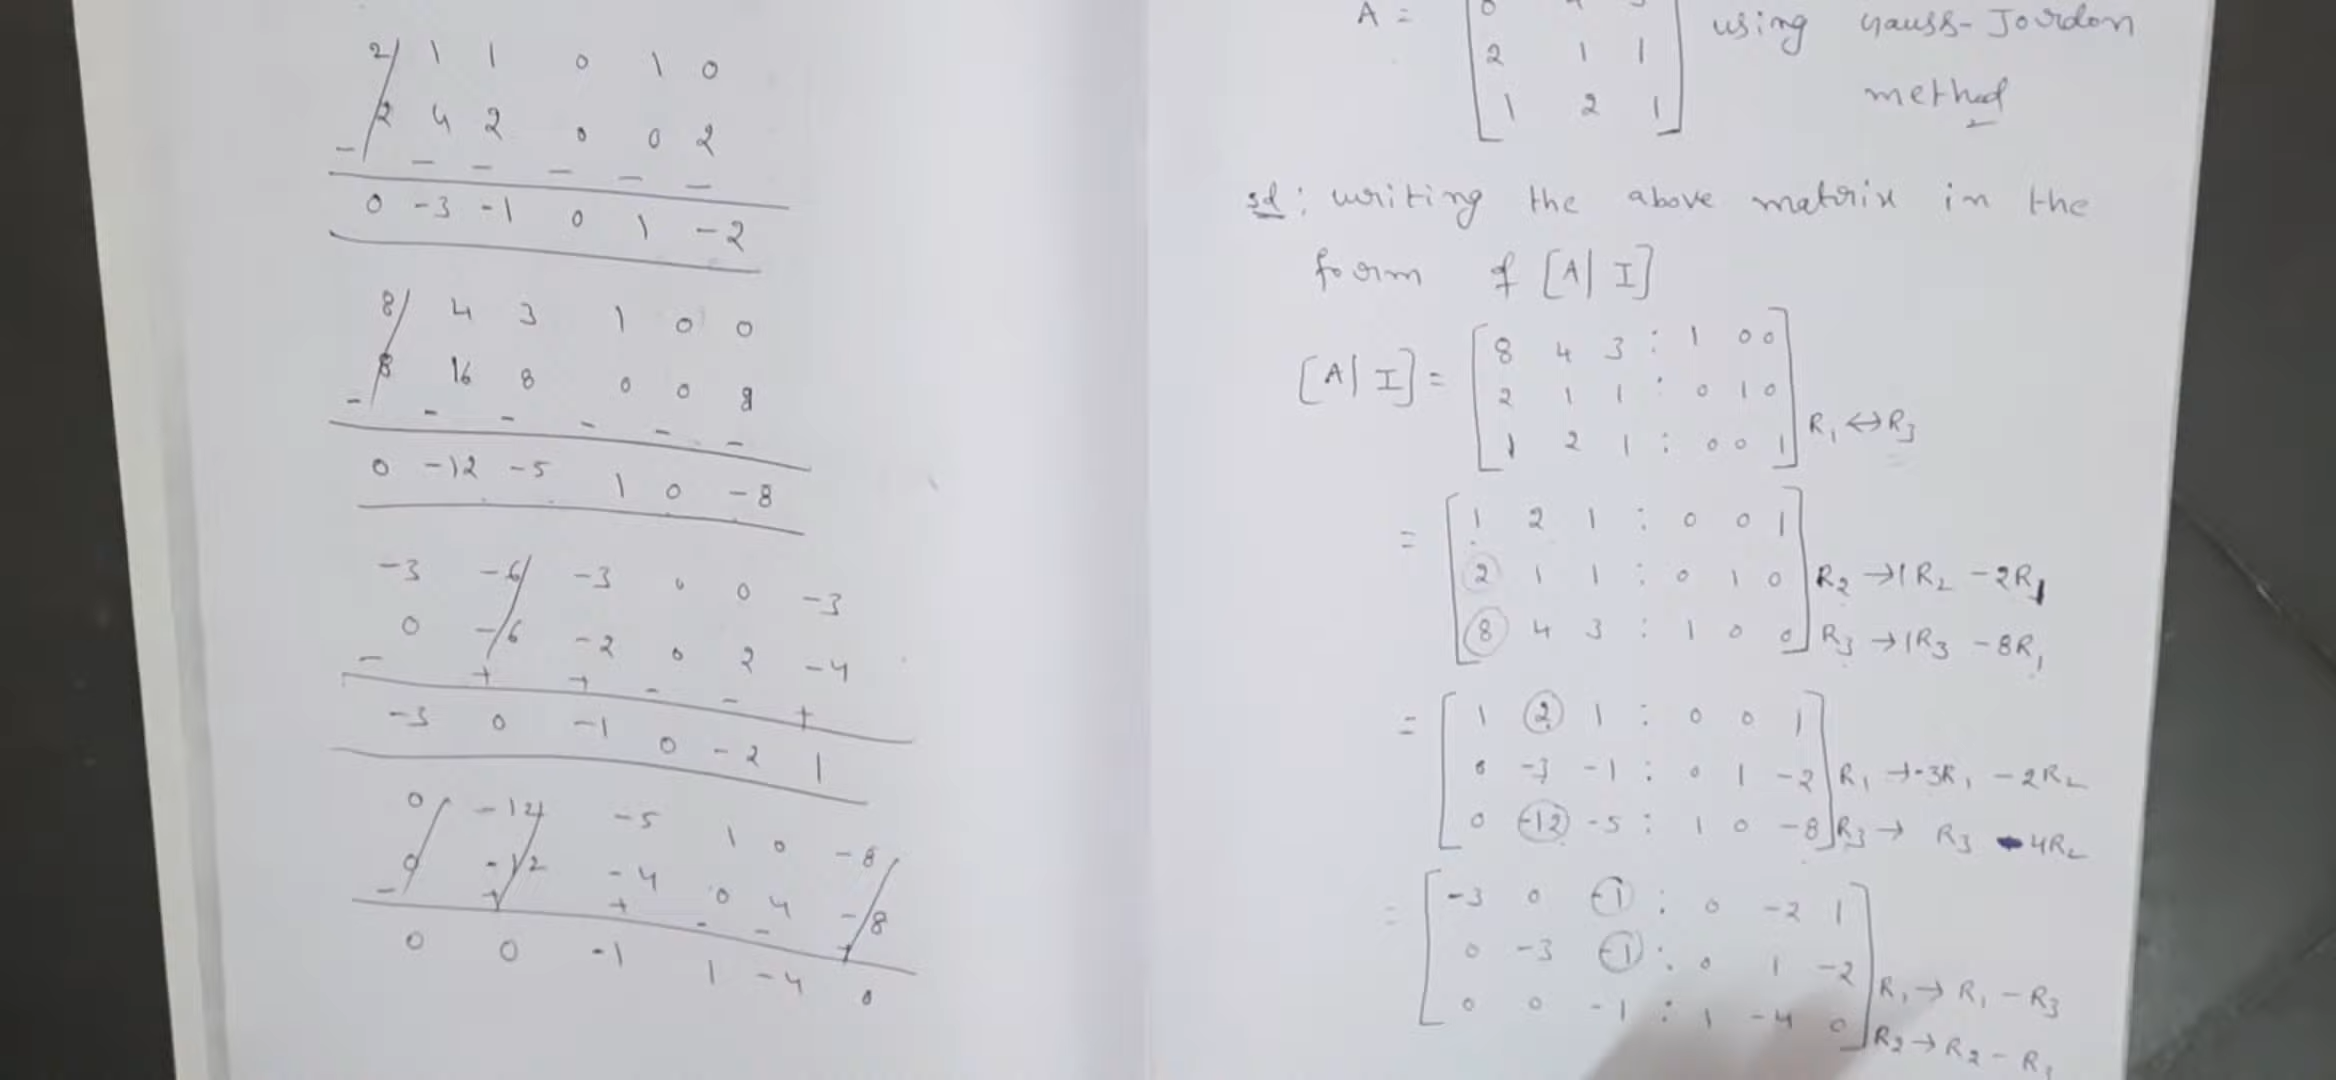 2 1 1 0 1 0
2 4 2 0 0 2
- - - - - -
0 -3 -1 0 1 -2
8 4 3 1 0 0
8 16 8 0 0 8
- - - - - -
0 -12 -5 1 0 -8
-3 -6 -3 0 0 -3
0 -6 -2 0 2 -4
- + + - - +
-3 0 -1 0 -2 1
0 -12 -5 1 0 -8
0 -12 -4 0 4 -8
- + + - - +
0 0 -1 1 -4 0
A = using Gauss-Jordon
2 1 1
method
1 2 1
sol: writing the above matrix in the
form of [A| I]
8 4 3 : 1 0 0
[A| I] = 2 1 1 : 0 1 0
1 2 1 : 0 0 1 R1 ↔ R3
1 2 1 : 0 0 1
= 2 1 1 : 0 1 0 R2 → 1R2 - 2R1
8 4 3 : 1 0 0 R3 → 1R3 - 8R1
= 1 2 1 : 0 0 1
0 -3 -1 : 0 1 -2 R1 → -3R1 - 2R2
0 -12 -5 : 1 0 -8 R3 → R3 - 4R2
= -3 0 -1 : 0 -2 1
0 -3 -1 : 0 1 -2
R1 → R1 - R3
0 0 -1 : 1 -4 0
R2 → R2 - R3